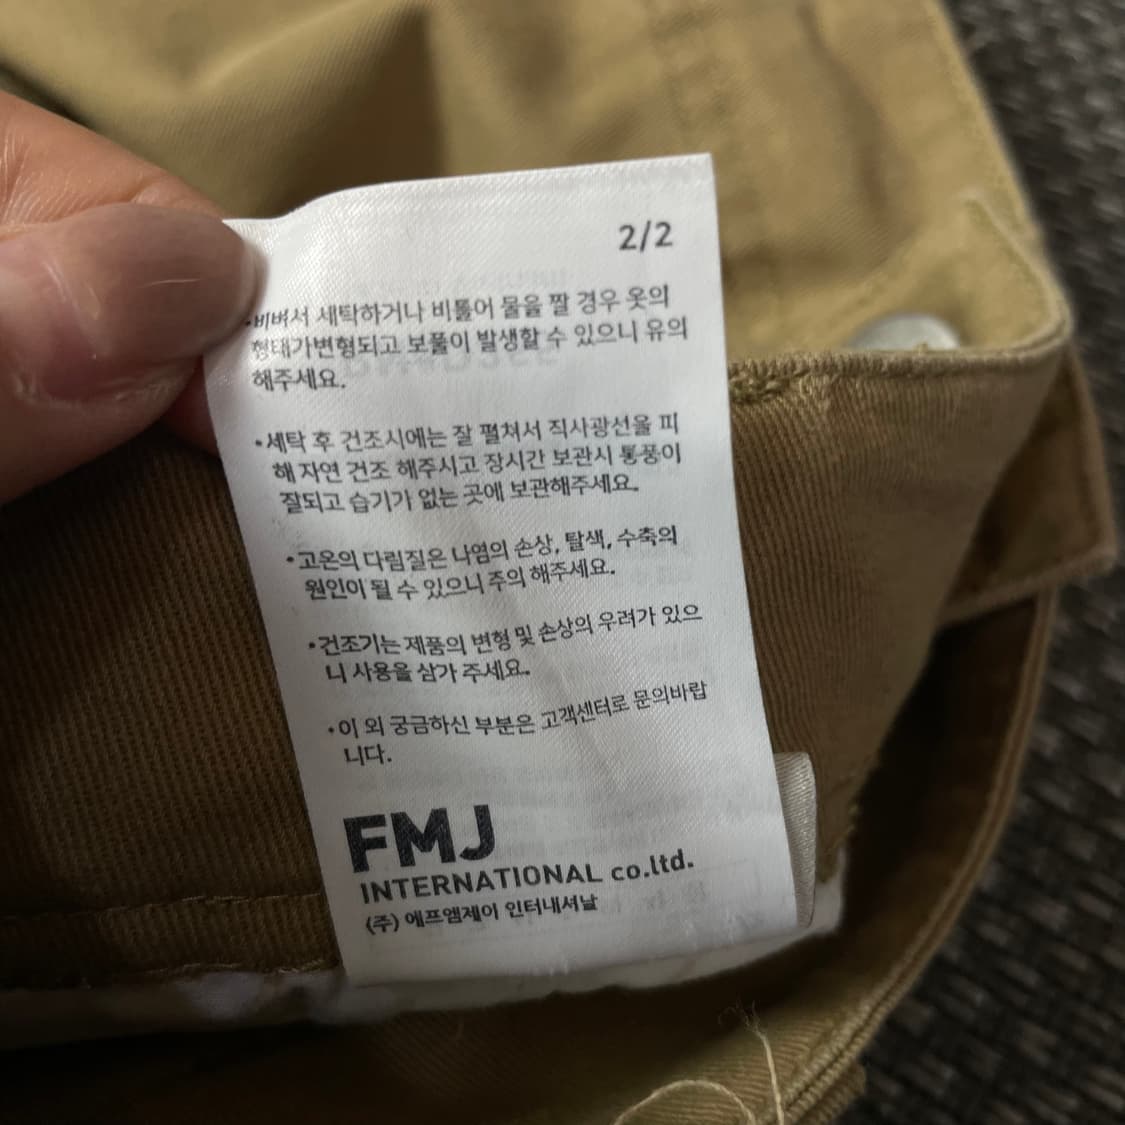 2/2
•비벼서 세탁하거나 비틀어 물을 짤 경우 옷의
형태가변형되고 보풀이 발생할 수 있으니 유의
해주세요.
•세탁 후 건조시에는 잘 펼쳐서 직사광선을 피
해 자연 건조 해주시고 장시간 보관시 통풍이
잘되고 습기가 없는 곳에 보관해주세요.
•고온의 다림질은 나염의 손상, 탈색, 수축의
원인이 될 수 있으니 주의 해주세요.
•건조기는 제품의 변형 및 손상의 우려가 있으
니 사용을 삼가 주세요.
•이 외 궁금하신 부분은 고객센터로 문의바랍
니다.
FMJ
INTERNATIONAL co.ltd.
(주) 에프엠제이 인터내셔날